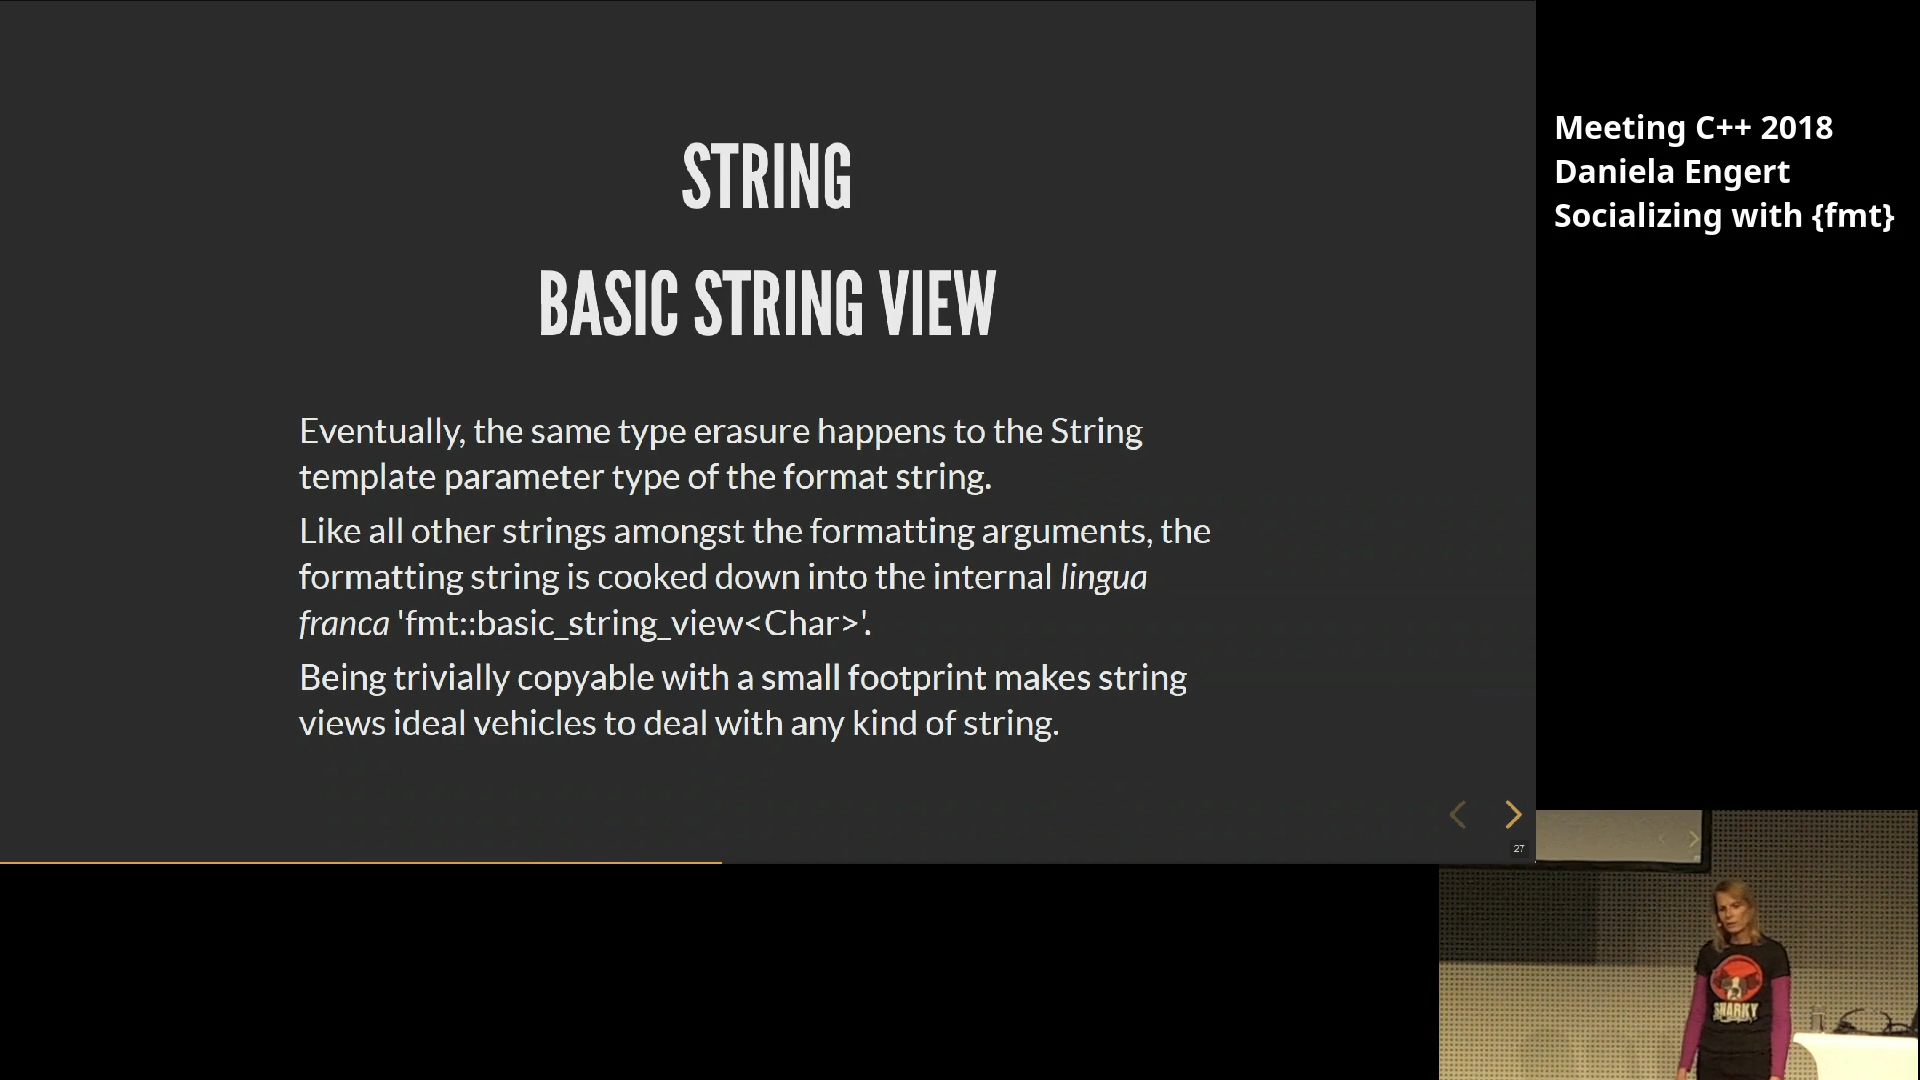 STRING
BASIC STRING VIEW
Eventually, the same type erasure happens to the String
template parameter type of the format string.
Like all other strings amongst the formatting arguments, the
formatting string is cooked down into the internal lingua
franca 'fmt::basic_string_view<Char>'.
Being trivially copyable with a small footprint makes string
views ideal vehicles to deal with any kind of string.
27
Meeting C++ 2018
Daniela Engert
Socializing with {fmt}
SNARKY